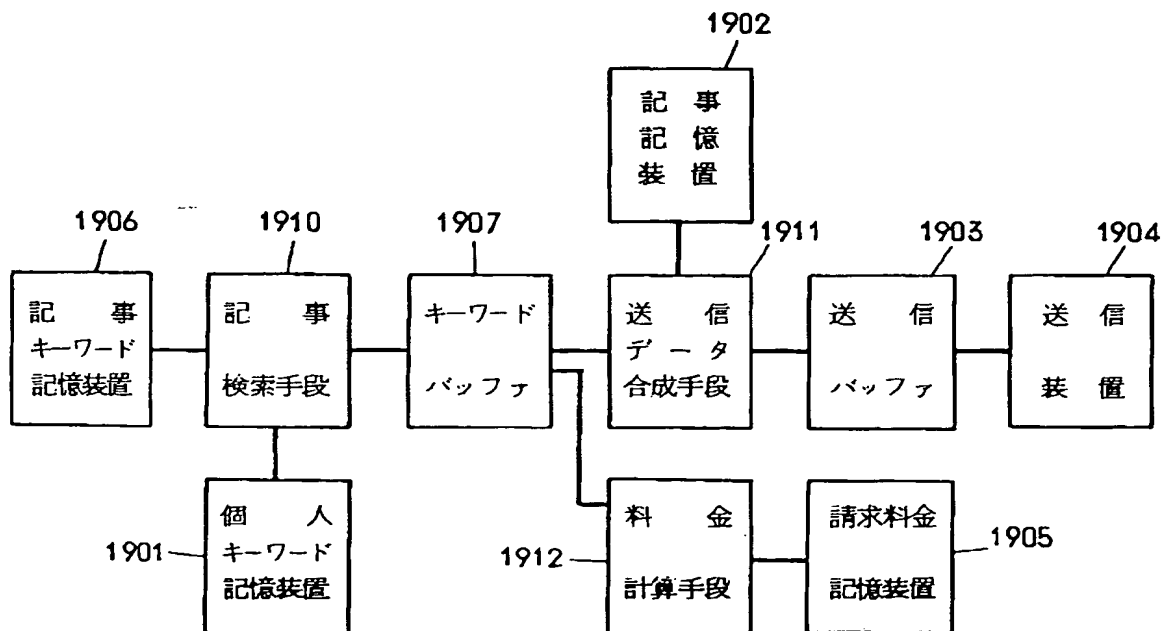 1902
記事
記憶
装置
1906
1910
1907
1911
1903
1904
記事
キーワード
記憶装置
記事
検索手段
キーワード
バッファ
送信
データ
合成手段
送信
バッファ
送信
装置
1901
個人
キーワード
記憶装置
1912
料金
計算手段
請求料金
記憶装置
1905